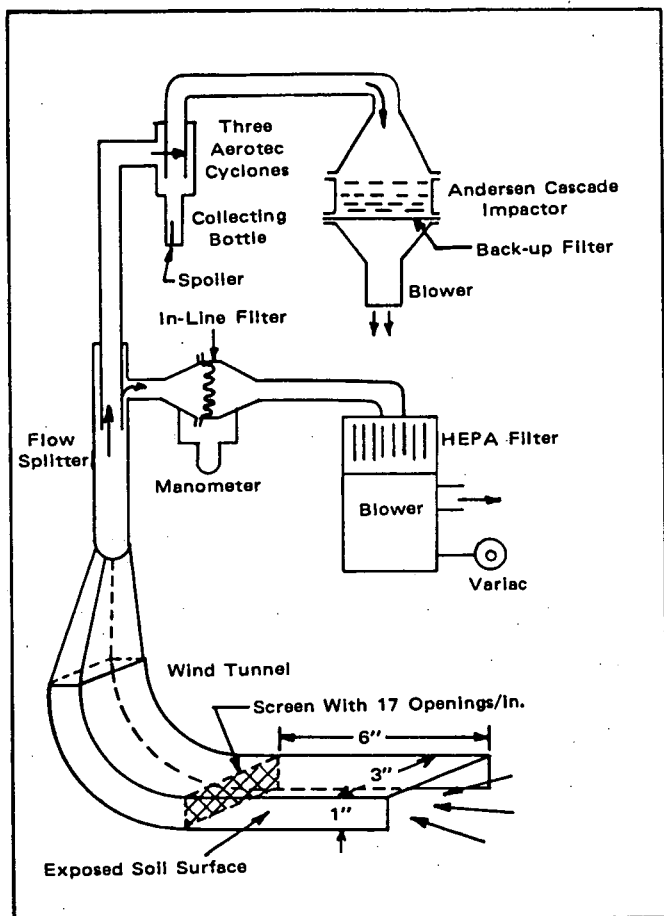 Three
Aerotec
Cyclones
Andersen Cascade
Impactor
Collecting
Bottle
Back-up Filter
Spoiler
Blower
In-Line Filter
Flow
Splitter
HEPA Filter
Manometer
Blower
Variac
Wind Tunnel
Screen With 17 Openings/in.
6"
3"
1"
Exposed Soil Surface